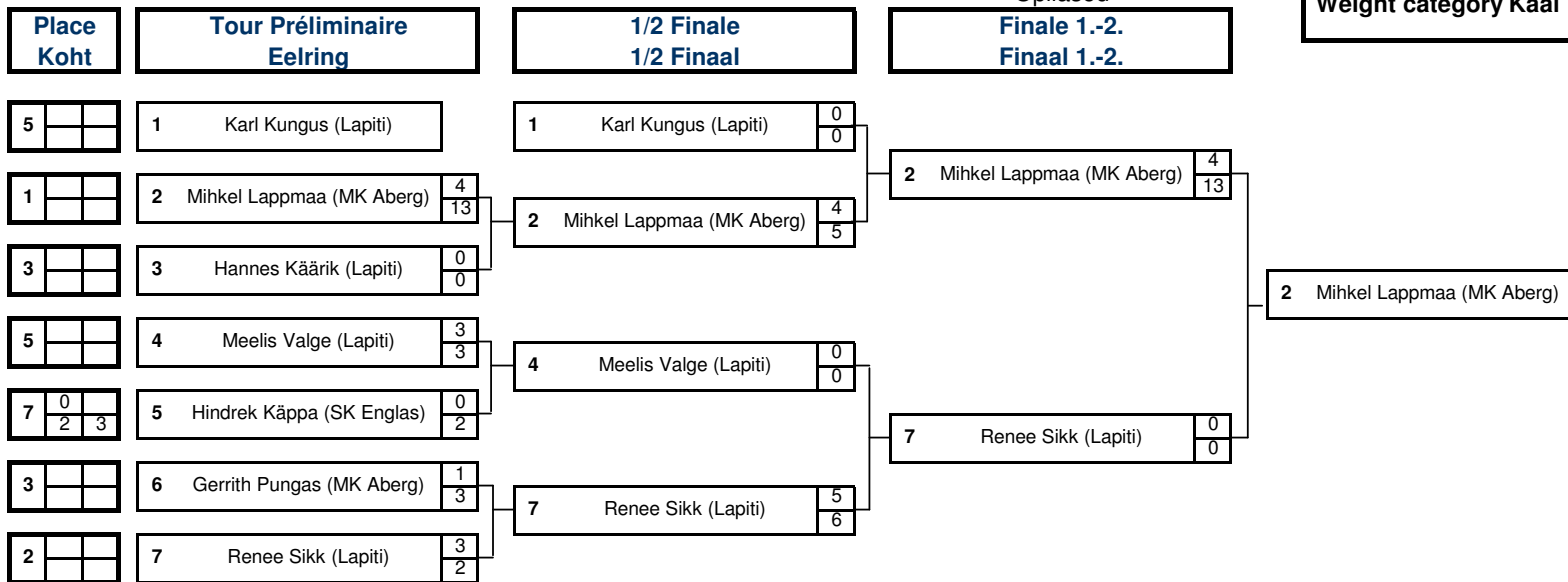 Weight category Kaal
Place
Koht
Tour Préliminaire
Eelring
1/2 Finale
1/2 Finaal
Finale 1.-2.
Finaal 1.-2.
5
1 Karl Kungus (Lapiti)
1 Karl Kungus (Lapiti) 0
0
2 Mihkel Lappmaa (MK Aberg) 4
13
1
2 Mihkel Lappmaa (MK Aberg) 4
13
2 Mihkel Lappmaa (MK Aberg) 4
5
3
3 Hannes Käärik (Lapiti) 0
0
2 Mihkel Lappmaa (MK Aberg)
5
4 Meelis Valge (Lapiti) 3
3
4 Meelis Valge (Lapiti) 0
0
7 0
2 3
5 Hindrek Käppa (SK Englas) 0
2
7 Renee Sikk (Lapiti) 0
0
3
6 Gerrith Pungas (MK Aberg) 1
3
7 Renee Sikk (Lapiti) 5
6
2
7 Renee Sikk (Lapiti) 3
2